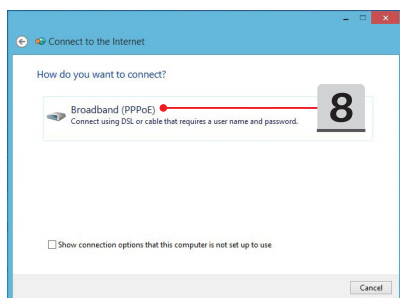 Connect to the Internet
How do you want to connect?
Broadband (PPPoE)
Connect using DSL or cable that requires a user name and password.
8
Show connection options that this computer is not set up to use
Cancel